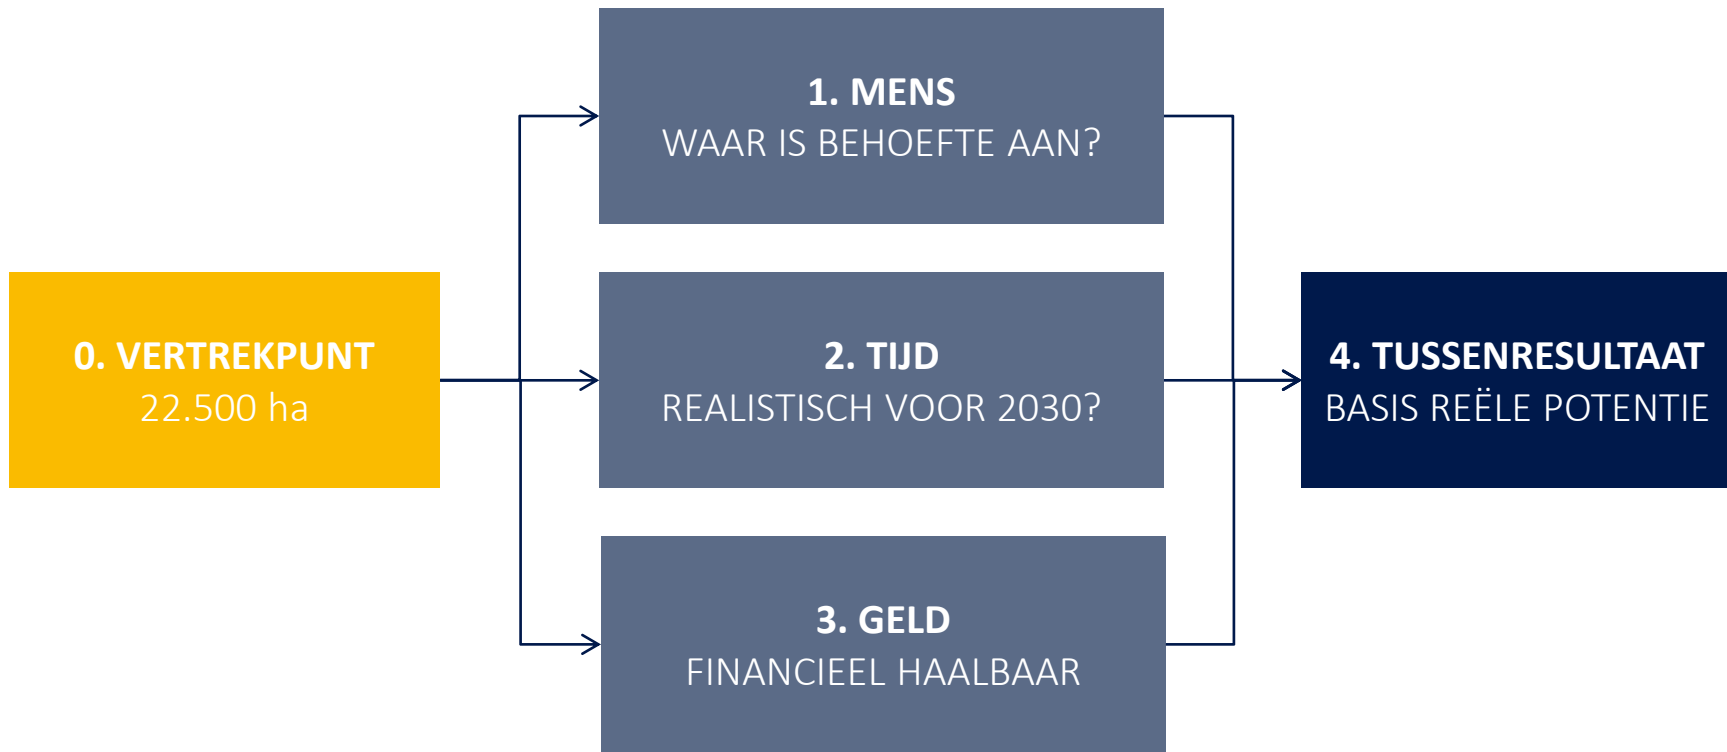 0. VERTREKPUNT
22.500 ha
1. MENS
WAAR IS BEHOEFTE AAN?
2. TIJD
REALISTISCH VOOR 2030?
3. GELD
FINANCIEEL HAALBAAR
4. TUSSENRESULTAAT
BASIS REËLE POTENTIE